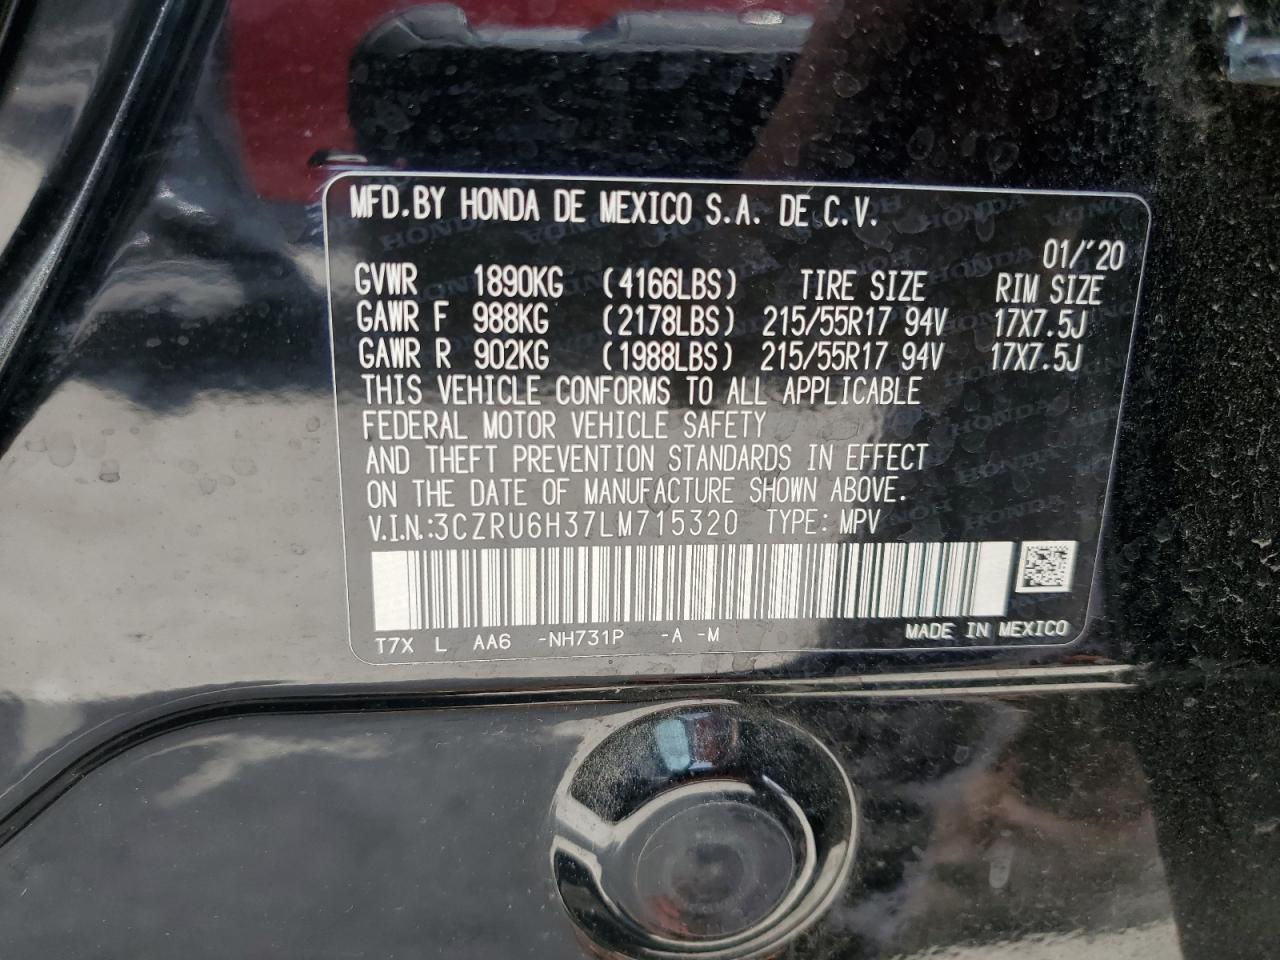 MFD.BY HONDA DE MEXICO S.A. DE C.V.
01/'20
GVWR 1890KG (4166LBS) TIRE SIZE RIM SIZE
GAWR F 988KG (2178LBS) 215/55R17 94V 17X7.5J
GAWR R 902KG (1988LBS) 215/55R17 94V 17X7.5J
THIS VEHICLE CONFORMS TO ALL APPLICABLE
FEDERAL MOTOR VEHICLE SAFETY
AND THEFT PREVENTION STANDARDS IN EFFECT
ON THE DATE OF MANUFACTURE SHOWN ABOVE.
V.I.N.:3CZRU6H37LM715320 TYPE: MPV
T7X L AA6 -NH731P -A -M MADE IN MEXICO